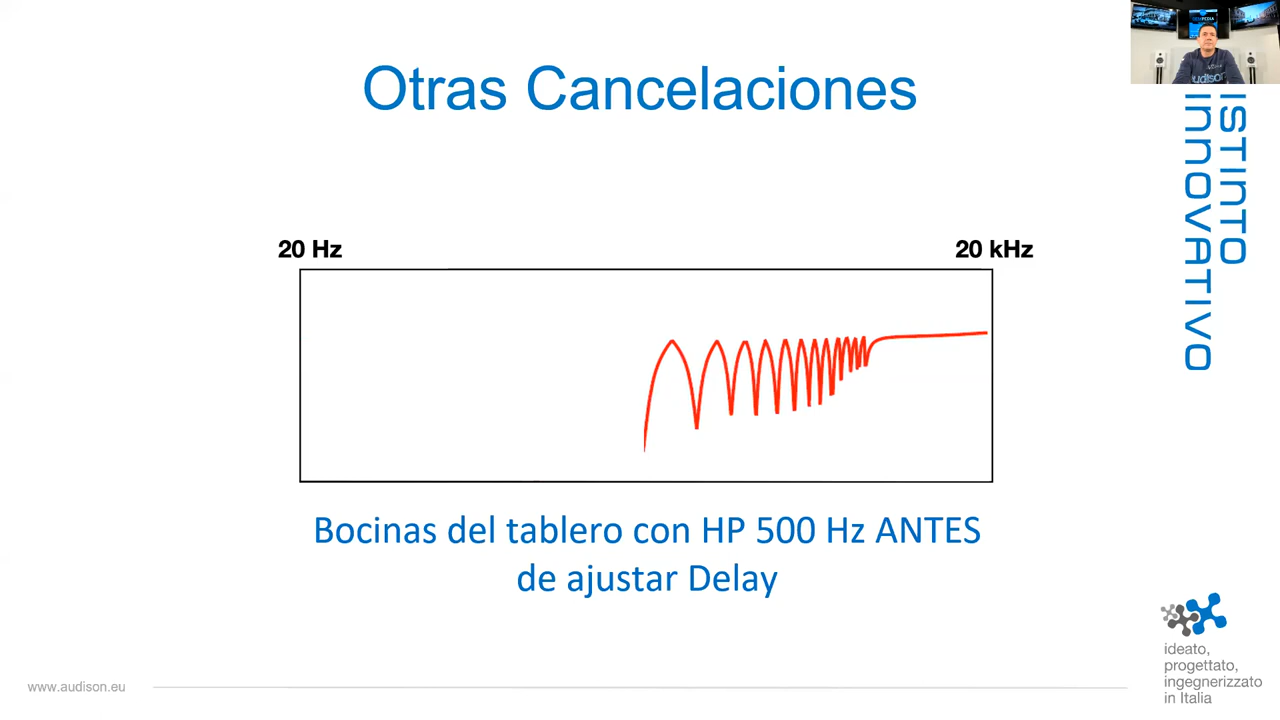 Otras Cancelaciones
ISTINTO
INNOVATIVO
20 Hz
20 kHz
Bocinas del tablero con HP 500 Hz ANTES
de ajustar Delay
ideato,
progettato,
ingegnerizzato
in Italia
www.audison.eu